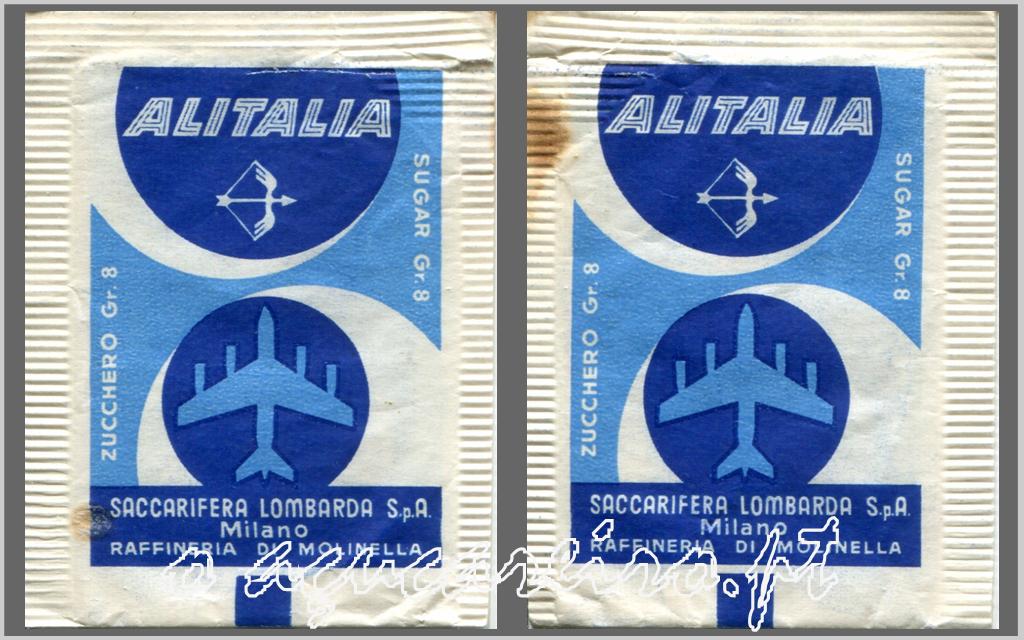 ALITALIA
SUGAR Gr. 8
ZUCCHERO Gr. 8
SACCARIFERA LOMBARDA S.p.A.
Milano
RAFFINERIA DI MOLINELLA
ALITALIA
SUGAR Gr. 8
ZUCCHERO Gr. 8
SACCARIFERA LOMBARDA S.p.A.
Milano
RAFFINERIA DI MOLINELLA